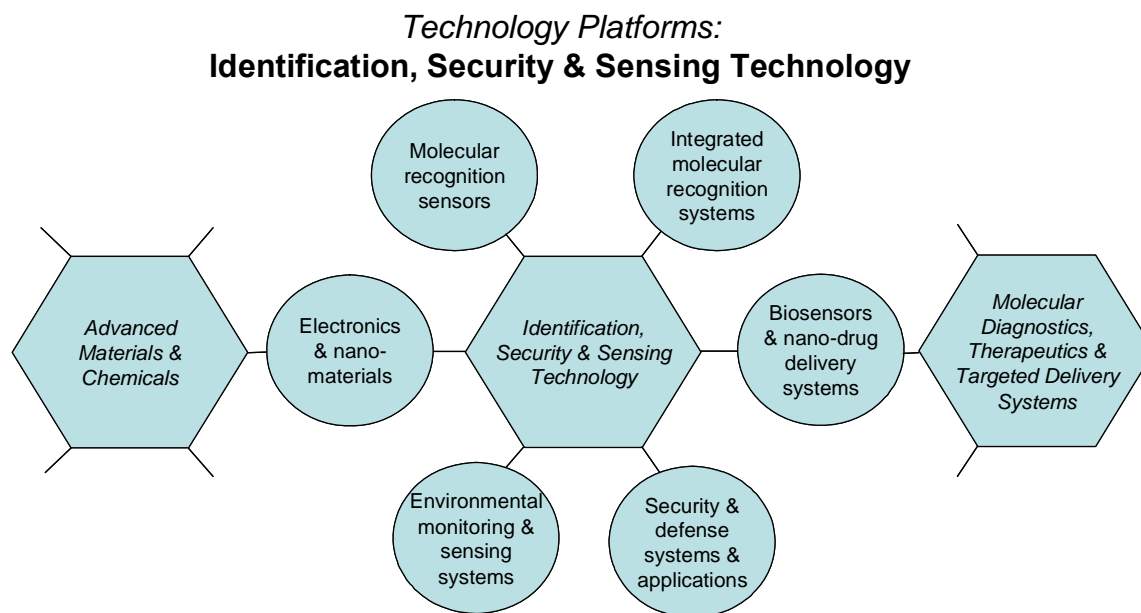 Technology Platforms:
Identification, Security & Sensing Technology
Molecular
recognition
sensors
Integrated
molecular
recognition
systems
Advanced
Materials &
Chemicals
Electronics
& nano-
materials
Identification,
Security & Sensing
Technology
Biosensors
& nano-drug
delivery
systems
Molecular
Diagnostics,
Therapeutics &
Targeted Delivery
Systems
Environmental
monitoring &
sensing
systems
Security &
defense
systems &
applications